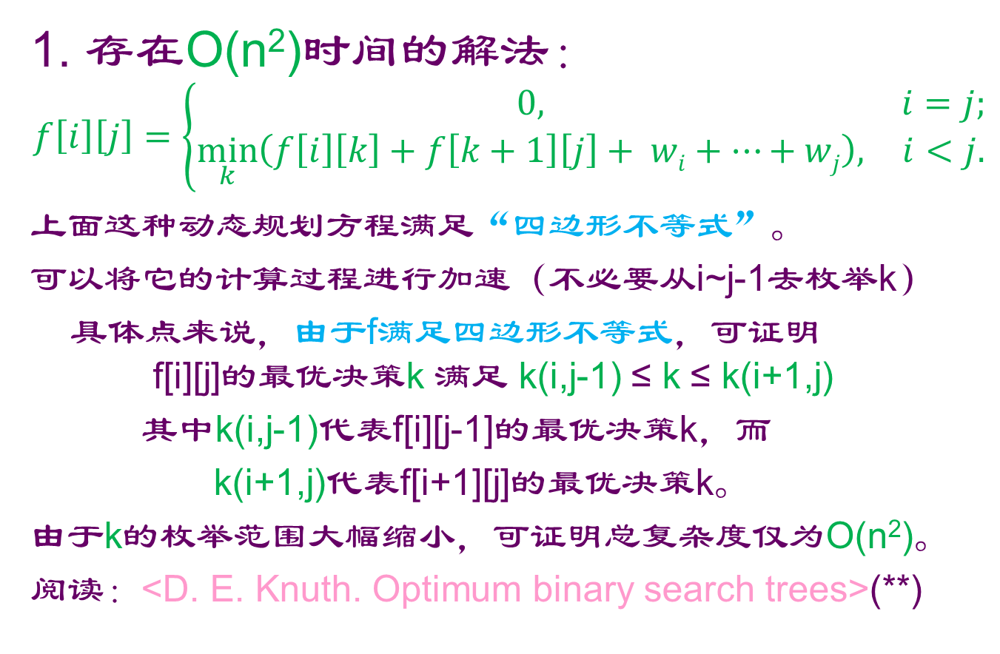 1. 存在O(n²)时间的解法：
f[i][j] = { 0, i = j;
min_k(f[i][k] + f[k + 1][j] + w_i + ⋯ + w_j), i < j.
上面这种动态规划方程满足“四边形不等式”。
可以将它的计算过程进行加速（不必要从i~j-1去枚举k）
具体点来说，由于f满足四边形不等式，可证明
f[i][j]的最优决策k 满足 k(i,j-1) ≤ k ≤ k(i+1,j)
其中k(i,j-1)代表f[i][j-1]的最优决策k，而
k(i+1,j)代表f[i+1][j]的最优决策k。
由于k的枚举范围大幅缩小，可证明总复杂度仅为O(n²)。
阅读：<D. E. Knuth. Optimum binary search trees>(**)